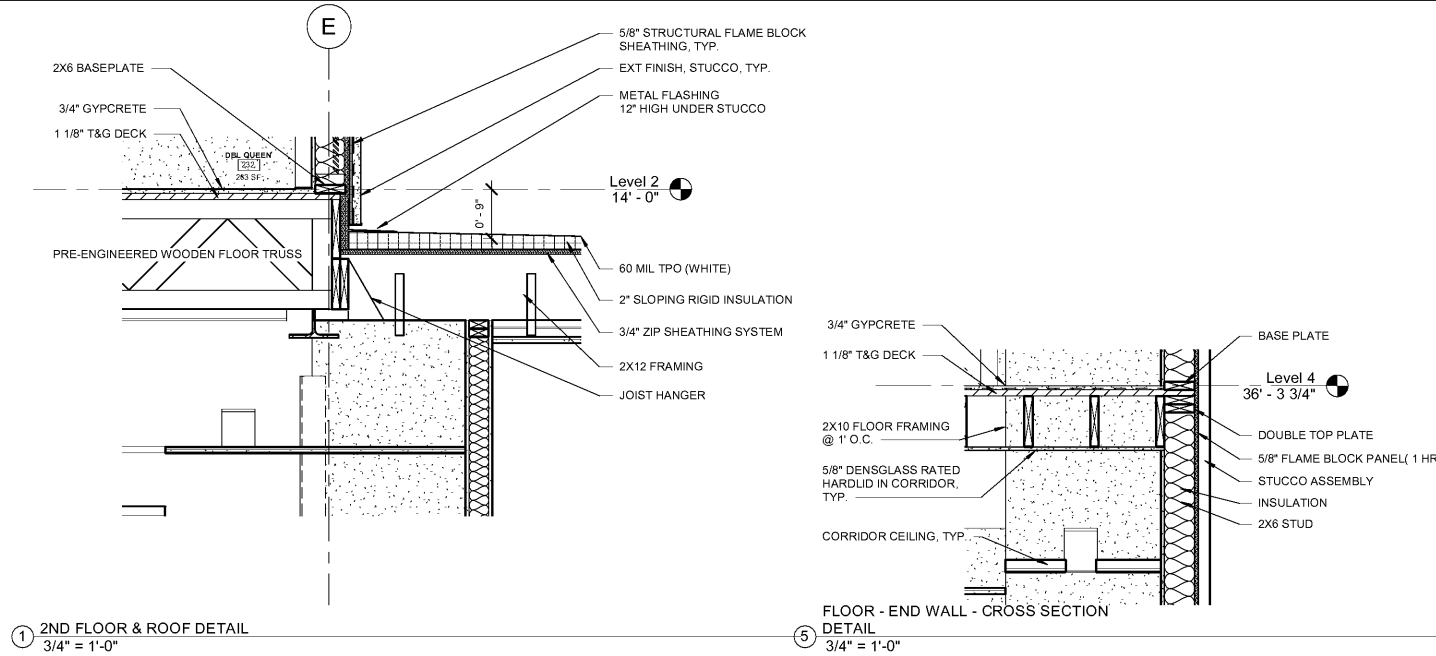 E
5/8" STRUCTURAL FLAME BLOCK
SHEATHING, TYP.
2X6 BASEPLATE
EXT FINISH, STUCCO, TYP.
METAL FLASHING
12" HIGH UNDER STUCCO
3/4" GYPCRETE
1 1/8" T&G DECK
DBL QUEEN
232
283 SF
Level 2
14' - 0"
0' - 9"
PRE-ENGINEERED WOODEN FLOOR TRUSS
60 MIL TPO (WHITE)
2" SLOPING RIGID INSULATION
3/4" ZIP SHEATHING SYSTEM
2X12 FRAMING
JOIST HANGER
1
2ND FLOOR & ROOF DETAIL
3/4" = 1'-0"
3/4" GYPCRETE
1 1/8" T&G DECK
BASE PLATE
Level 4
36' - 3 3/4"
2X10 FLOOR FRAMING
@ 1' O.C.
DOUBLE TOP PLATE
5/8" FLAME BLOCK PANEL( 1 HR
5/8" DENSGLASS RATED
HARDLID IN CORRIDOR,
TYP.
STUCCO ASSEMBLY
INSULATION
2X6 STUD
CORRIDOR CEILING, TYP.
5
FLOOR - END WALL - CROSS SECTION
DETAIL
3/4" = 1'-0"